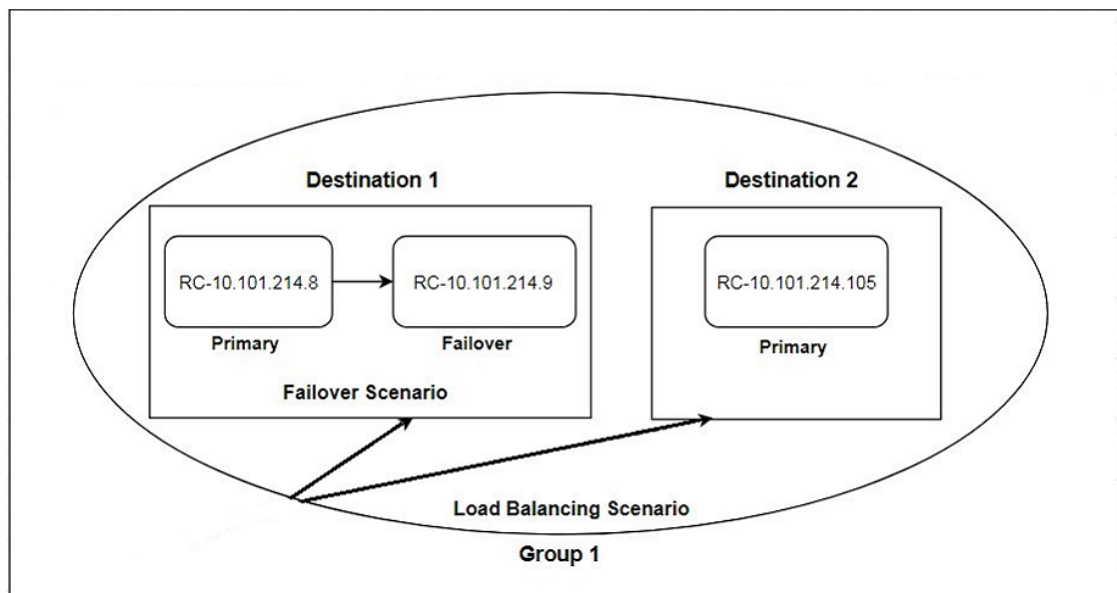 Destination 1
Destination 2
RC-10.101.214.8
RC-10.101.214.9
RC-10.101.214.105
Primary
Failover
Primary
Failover Scenario
Load Balancing Scenario
Group 1